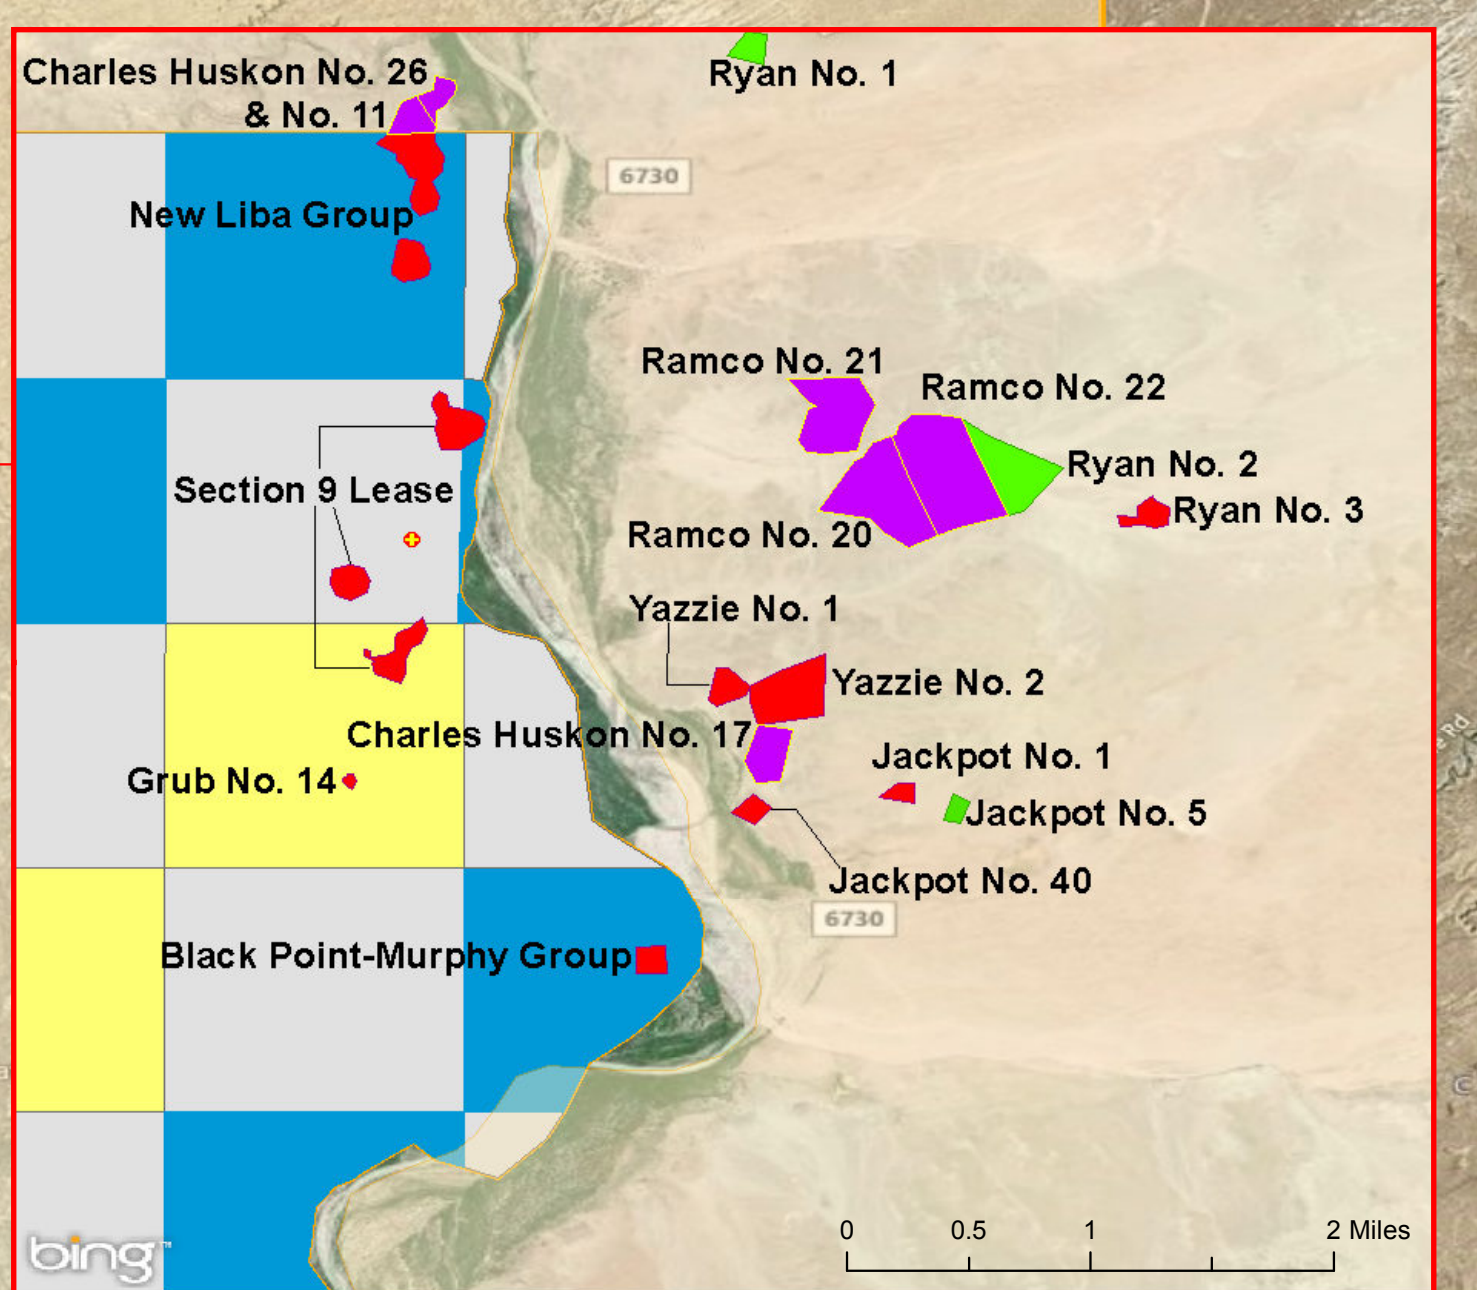 Charles Huskon No. 26
& No. 11
Ryan No. 1
6730
New Liba Group
Ramco No. 21
Ramco No. 22
Ryan No. 2
Section 9 Lease
Ryan No. 3
Ramco No. 20
Yazzie No. 1
Yazzie No. 2
Charles Huskon No. 17
Jackpot No. 1
Grub No. 14
Jackpot No. 5
Jackpot No. 40
6730
Black Point-Murphy Group
0 0.5 1 2 Miles
bing™
Rd